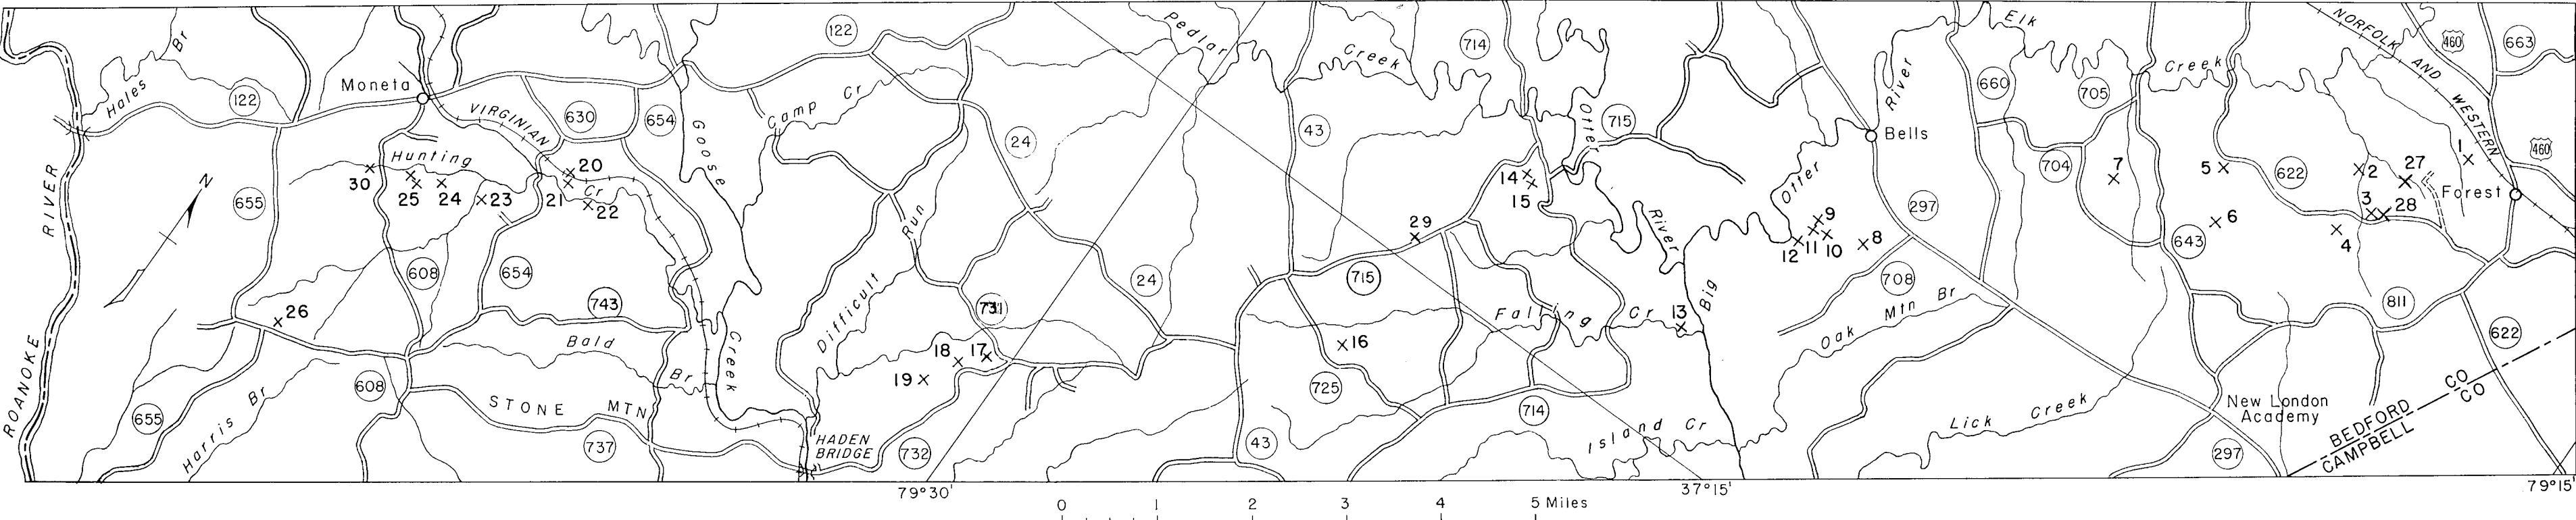 Hales Br
122
Moneta
VIRGINIAN
630
654
122
Goose
Camp Cr
24
Pedlar
Creek
43
714
Otter
715
Elk
River
Bells
660
705
Creek
NORFOLK AND WESTERN
460
663
460
ROANOKE RIVER
655
N
30
Hunting
25
24
23
20
21
Cr
22
608
654
26
743
Bald
Br
Creek
Difficult Run
731
18
17
19
24
29
14
15
715
River
Otter
12
11
9
10
8
297
704
7
5
6
643
622
2
27
1
3
28
4
Forest
655
Harris Br
608
STONE MTN
737
HADEN
BRIDGE
732
16
725
43
Falling Cr
13
Big
714
Island Cr
708
Oak Mtn Br
Lick Creek
811
622
New London
Academy
297
BEDFORD CO
CAMPBELL CO
79°30'
37°15'
79°15'
0 1 2 3 4 5 Miles